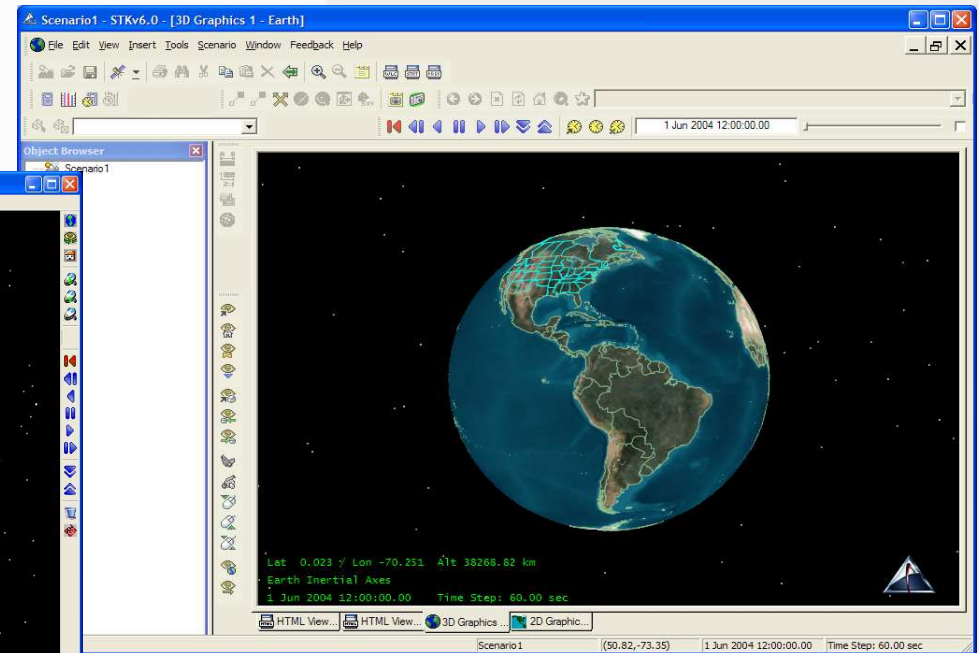 Scenario1 - STKv6.0 - [3D Graphics 1 - Earth]
File Edit View Insert Tools Scenario Window Feedback Help
1 Jun 2004 12:00:00.00
Object Browser
Scenario1
Lat 0.023 / Lon -70.251 Alt 38268.82 km
Earth Inertial Axes
1 Jun 2004 12:00:00.00 Time Step: 60.00 sec
HTML View... HTML View... 3D Graphics ... 2D Graphic...
Scenario1 (50.82,-73.35) 1 Jun 2004 12:00:00.00 Time Step: 60.00 sec